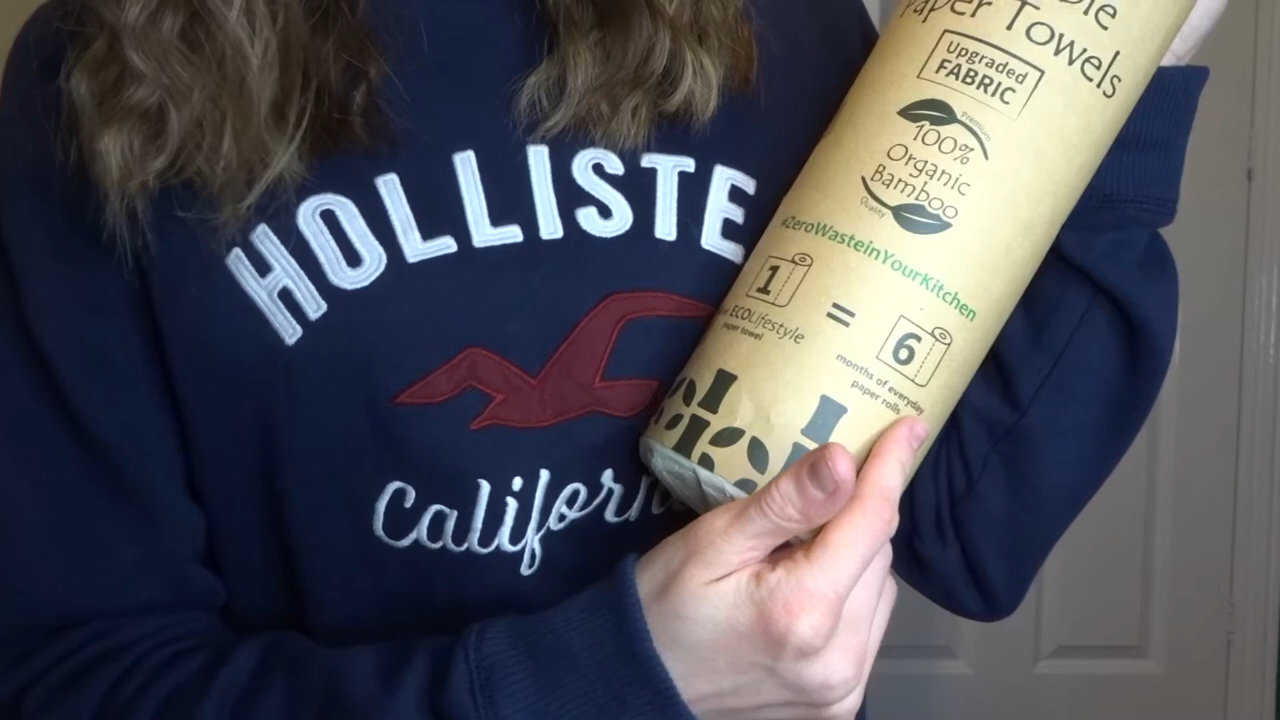 HOLLISTE
Californ
Paper Towels
Upgraded
FABRIC
Premium
100%
Organic
Bamboo
Quality
#ZeroWasteinYourKitchen
1
=
6
ECOLifestyle
paper towel
months of everyday
paper rolls